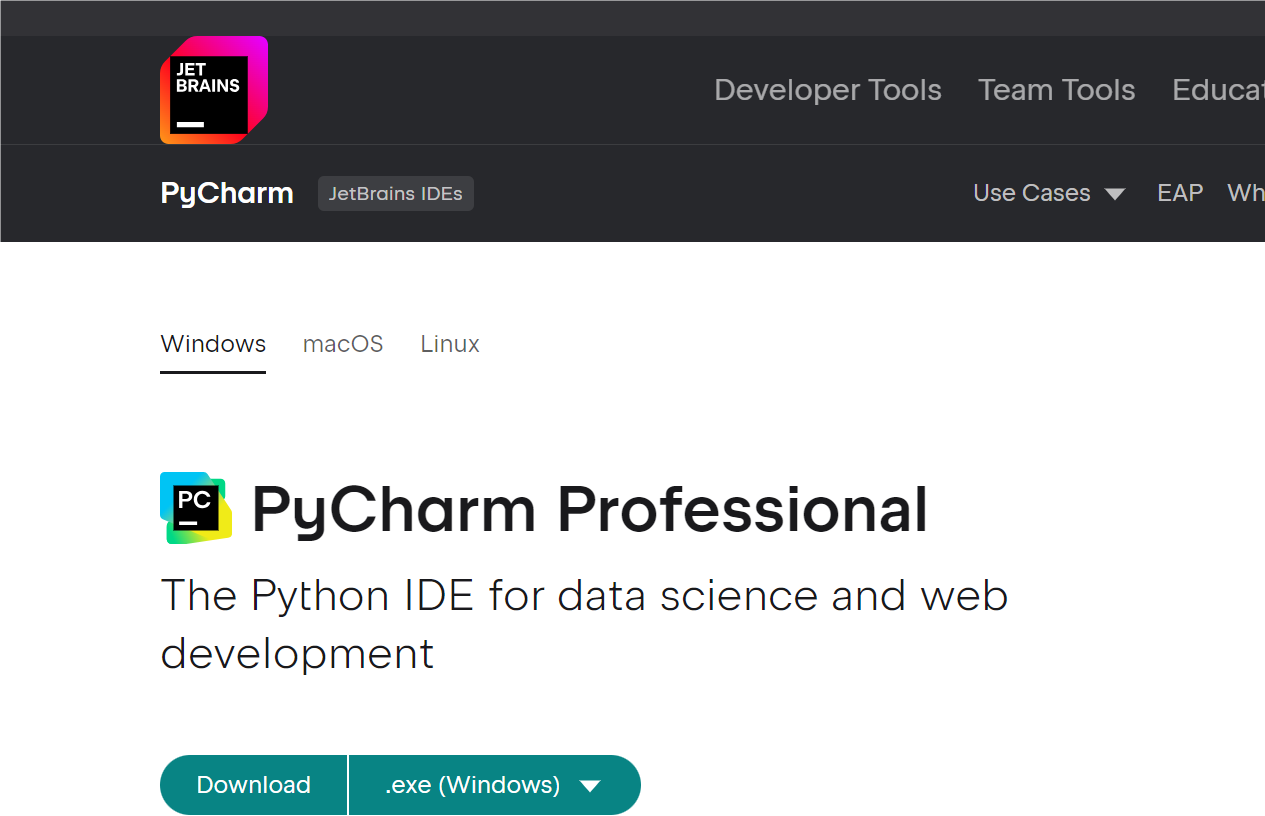 JET
BRAINS
Developer Tools Team Tools Educat
PyCharm JetBrains IDEs Use Cases EAP Wh
Windows macOS Linux
PC PyCharm Professional
The Python IDE for data science and web
development
Download .exe (Windows)